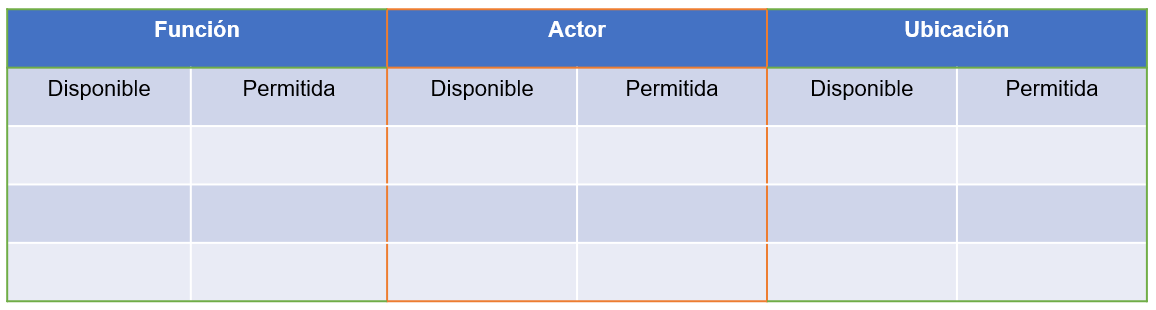 Función Actor Ubicación
Disponible Permitida Disponible Permitida Disponible Permitida